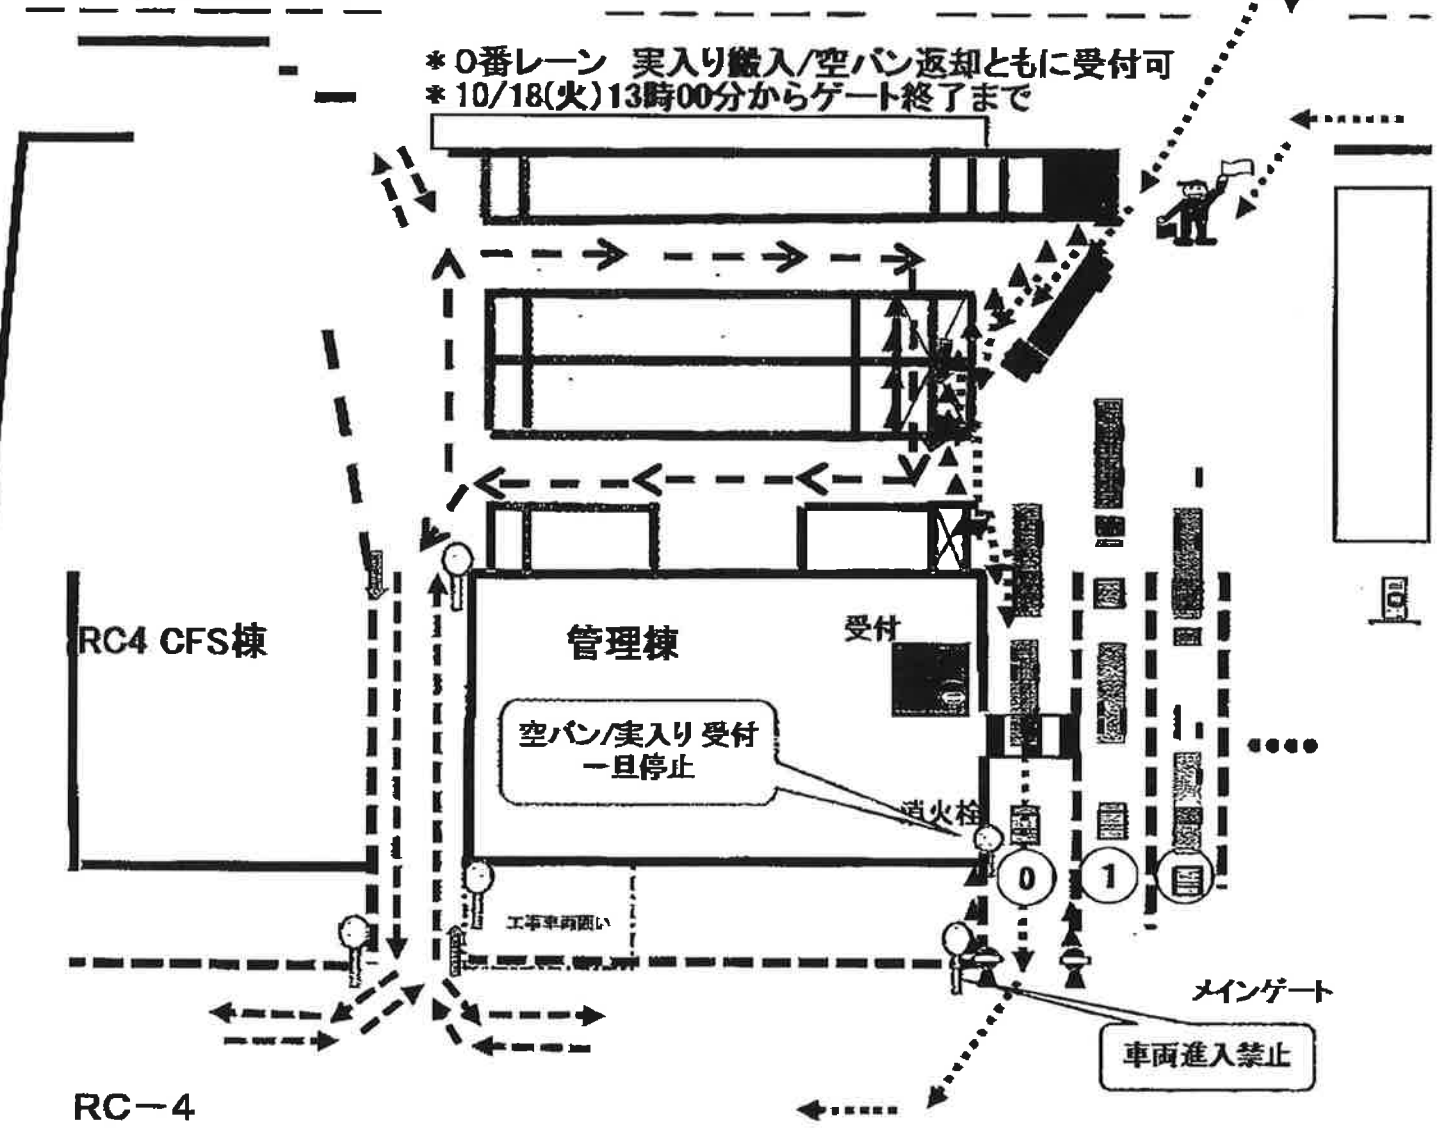 * 0番レーン 実入り搬入/空バン返却ともに受付可
* 10/18(火)13時00分からゲート終了まで
RC4 CFS棟
管理棟
受付
空バン/実入り 受付
一旦停止
消火栓
0
1
工事車両囲い
メインゲート
車両進入禁止
RC－4